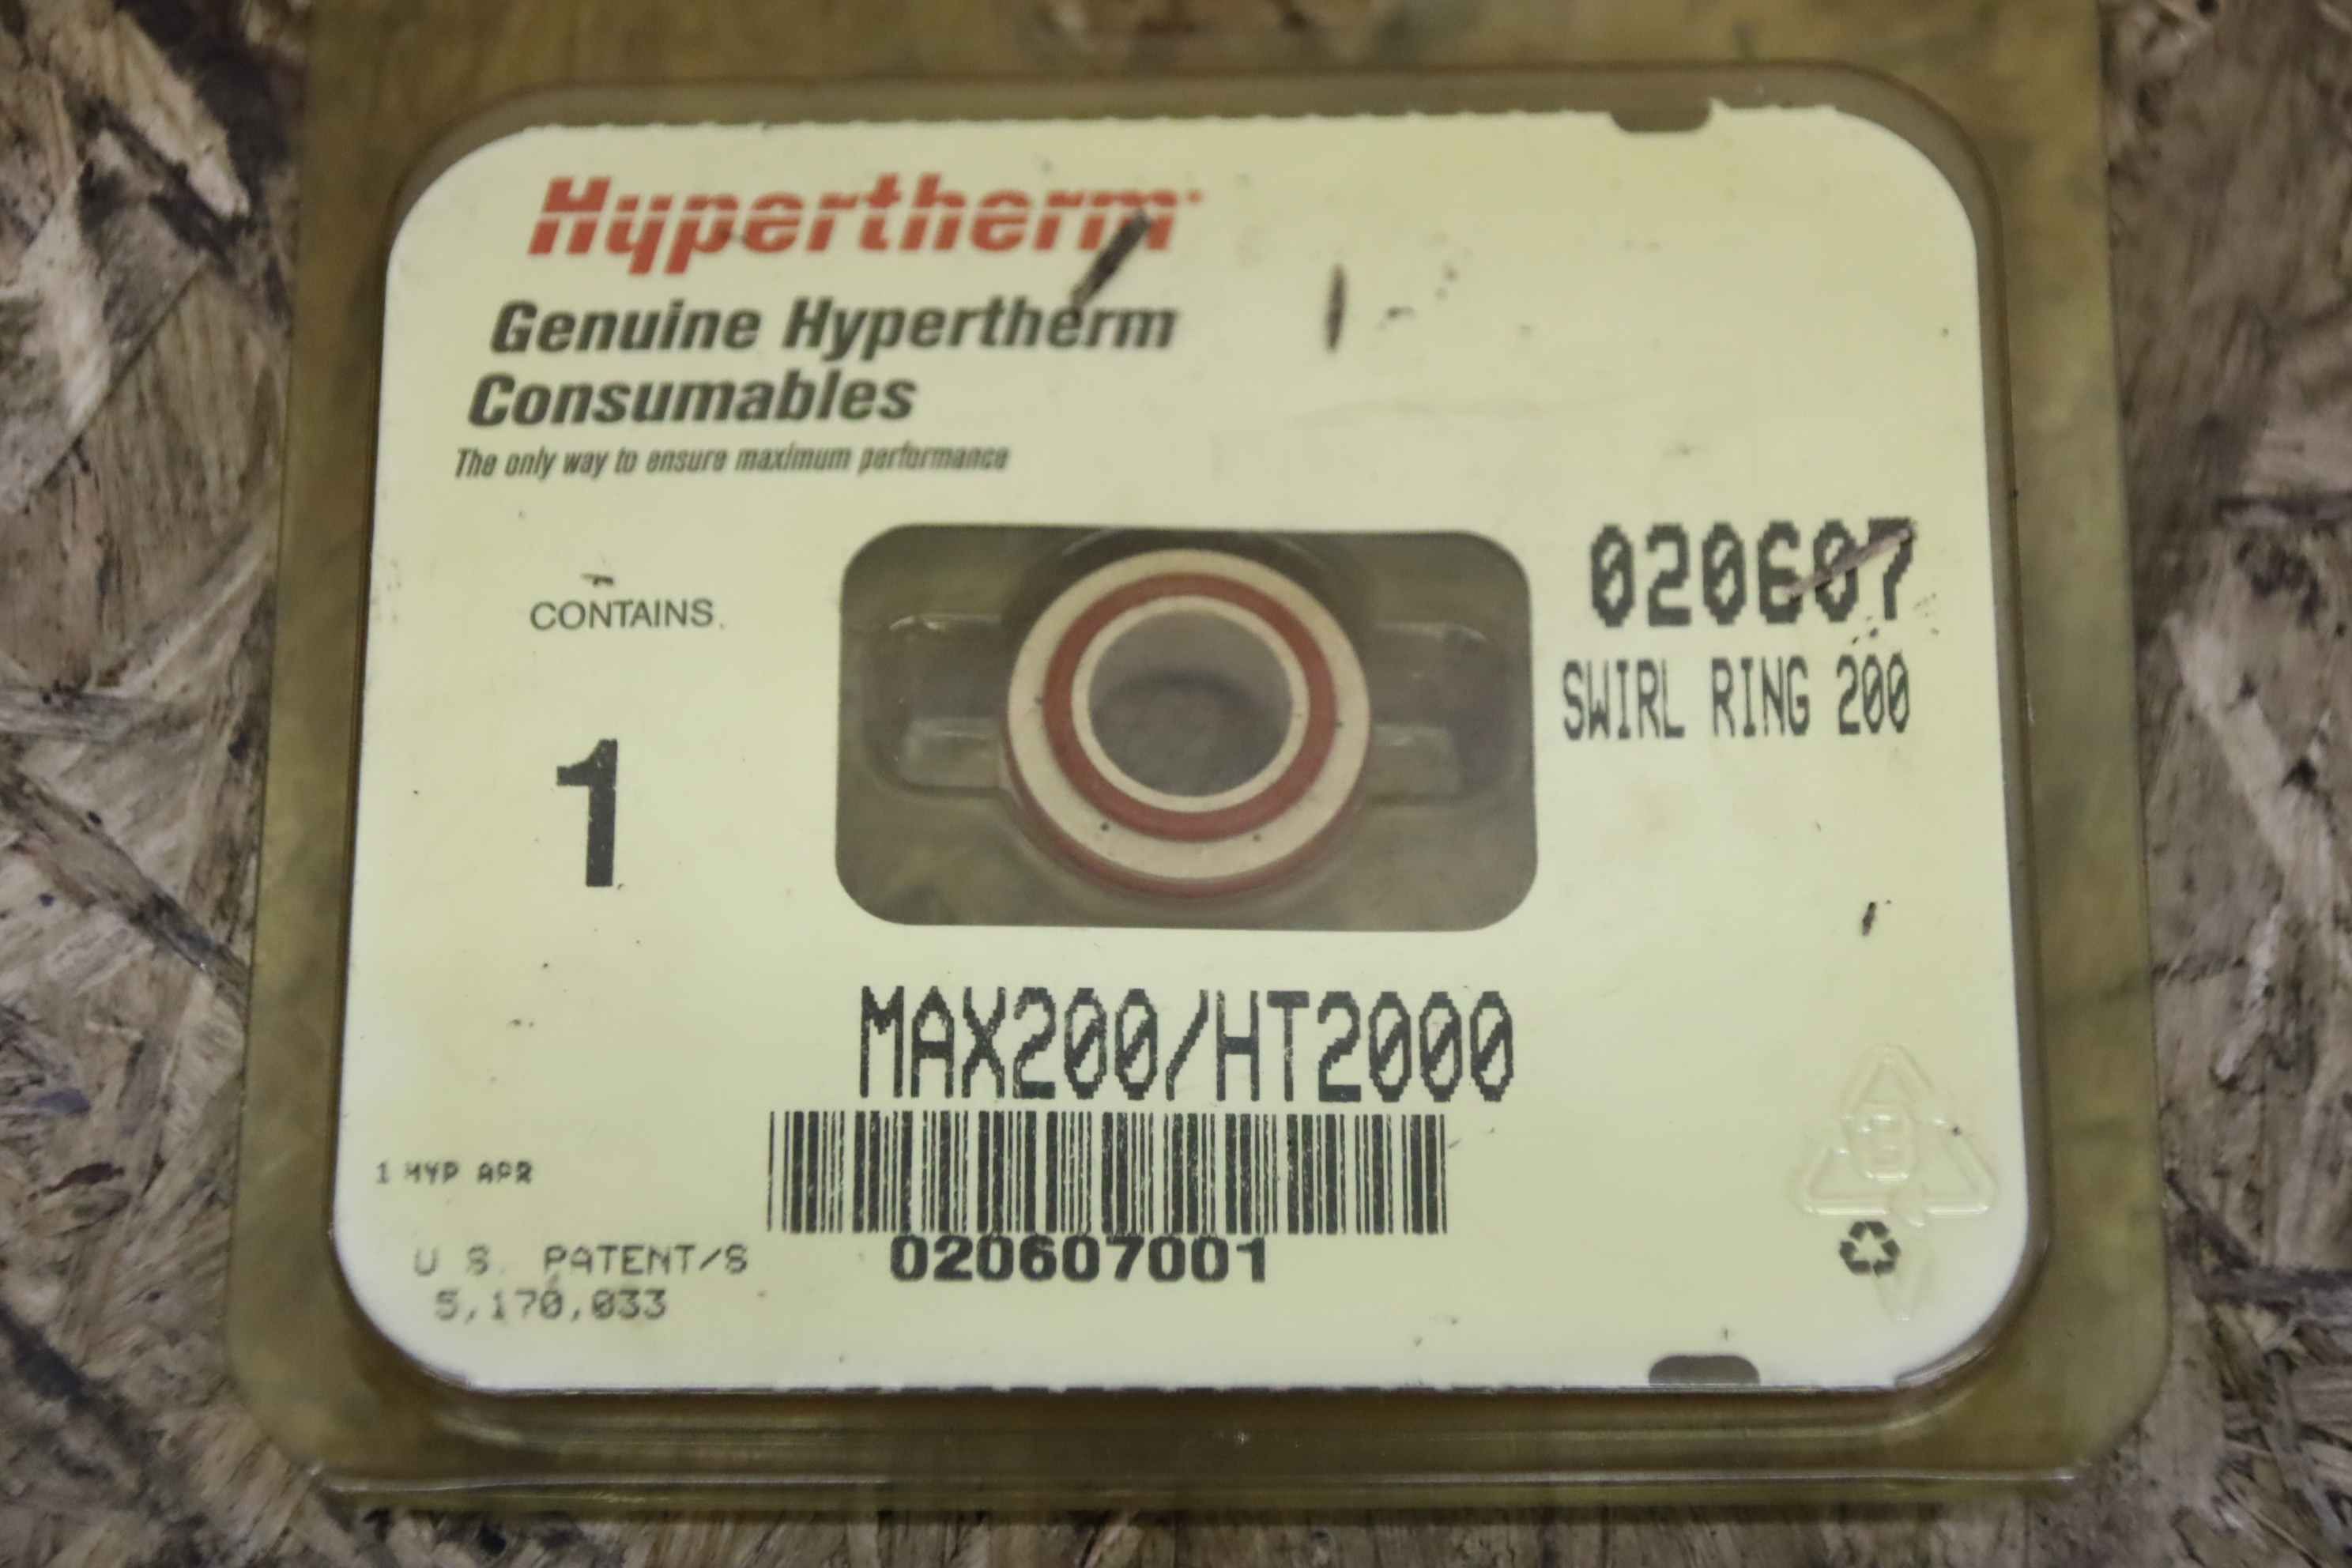 Hypertherm
Genuine Hypertherm
Consumables
The only way to ensure maximum performance
CONTAINS
1
020607
SWIRL RING 200
MAX200/HT2000
020607001
1 HYP APR
U S. PATENT/S
5,170,033
3